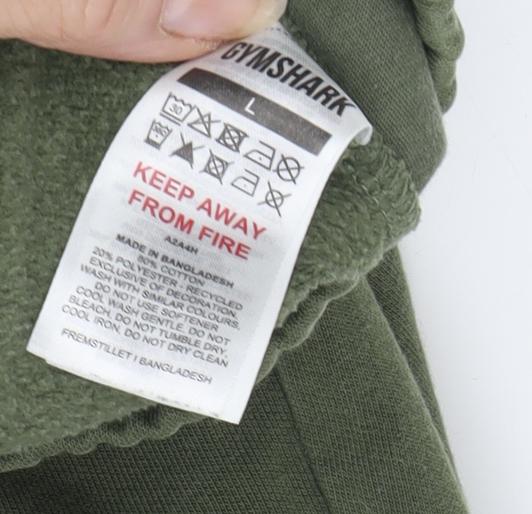 GYMSHARK
L
30
KEEP AWAY
FROM FIRE
A2A4H
MADE IN BANGLADESH
80% COTTON
20% POLYESTER - RECYCLED
EXCLUSIVE OF DECORATION.
WASH WITH SIMILAR COLOURS.
DO NOT USE SOFTENER
COOL WASH GENTLE. DO NOT
BLEACH. DO NOT TUMBLE DRY.
COOL IRON. DO NOT DRY CLEAN
FREMSTILLET I BANGLADESH